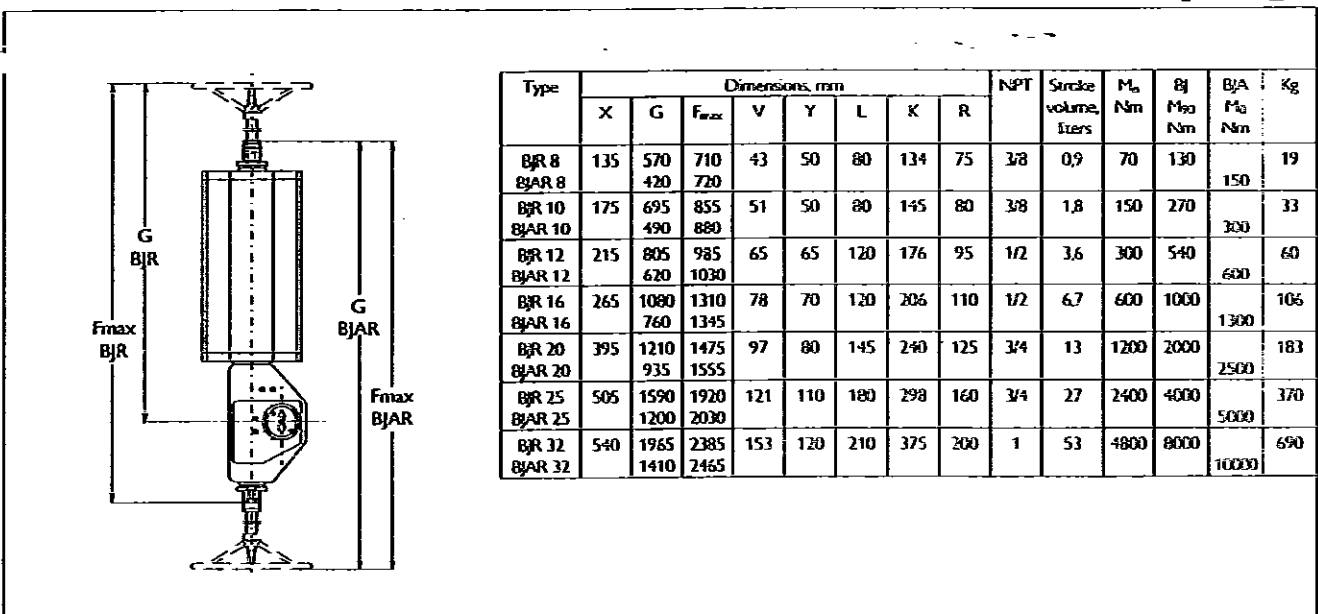 G
BJR
Fmax
BJR
G
BJAR
Fmax
BJAR
Type Dimensions, mm NPT Stroke volume, liters Mₒ Nm BJ M₉₀ Nm BJA M₀ Nm Kg
X G Fmax V Y L K R
BJR 8 135 570 710 43 50 80 134 75 3/8 0,9 70 130 19
BJAR 8 420 720 150
BJR 10 175 695 855 51 50 80 145 80 3/8 1,8 150 270 33
BJAR 10 490 880 300
BJR 12 215 805 985 65 65 120 176 95 1/2 3,6 300 540 60
BJAR 12 620 1030 600
BJR 16 265 1080 1310 78 70 120 206 110 1/2 6,7 600 1000 106
BJAR 16 760 1345 1300
BJR 20 395 1210 1475 97 80 145 240 125 3/4 13 1200 2000 183
BJAR 20 935 1555 2500
BJR 25 505 1590 1920 121 110 180 298 160 3/4 27 2400 4000 370
BJAR 25 1200 2030 5000
BJR 32 540 1965 2385 153 120 210 375 200 1 53 4800 8000 690
BJAR 32 1410 2465 10000